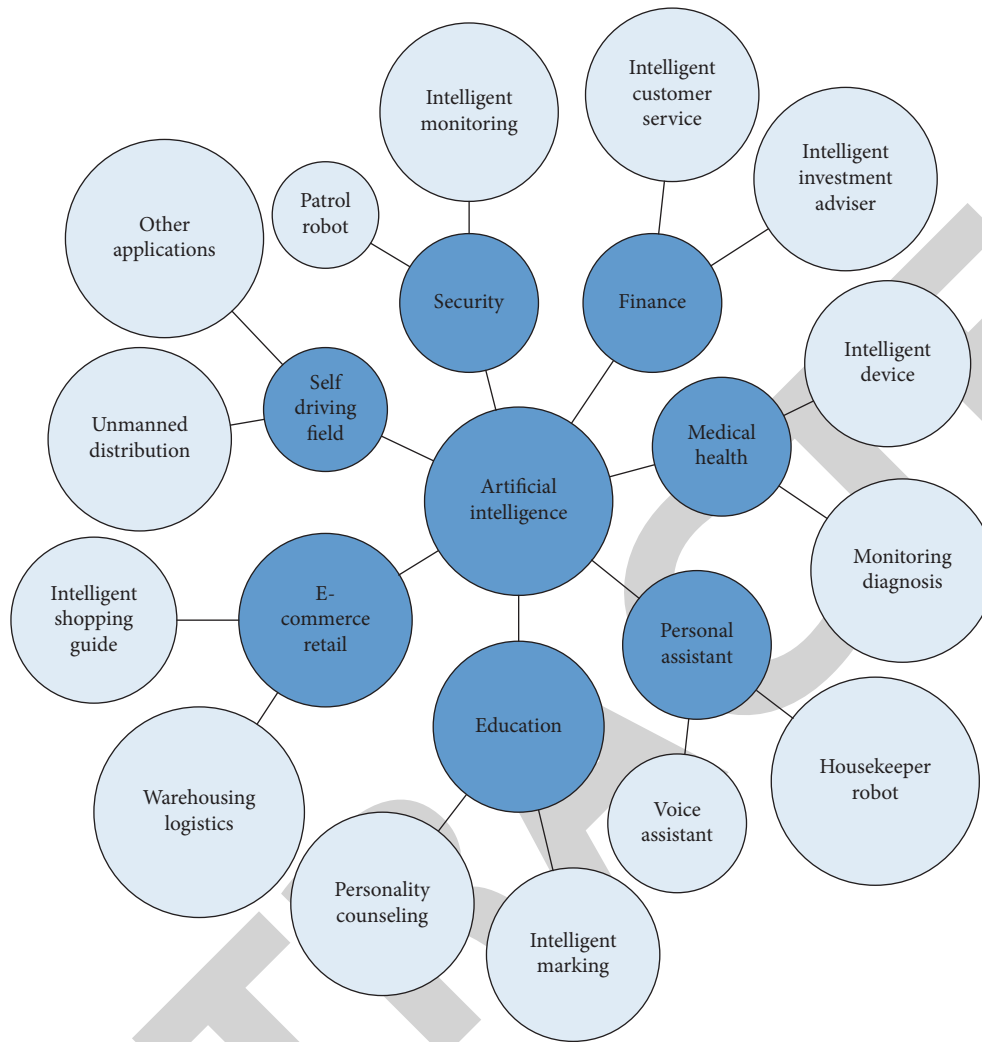 Intelligent
monitoring
Intelligent
customer
service
Intelligent
investment
adviser
Patrol
robot
Other
applications
Security
Finance
Intelligent
device
Self
driving
field
Unmanned
distribution
Medical
health
Artificial
intelligence
Monitoring
diagnosis
Intelligent
shopping
guide
E-
commerce
retail
Personal
assistant
Education
Housekeeper
robot
Warehousing
logistics
Voice
assistant
Personality
counseling
Intelligent
marking